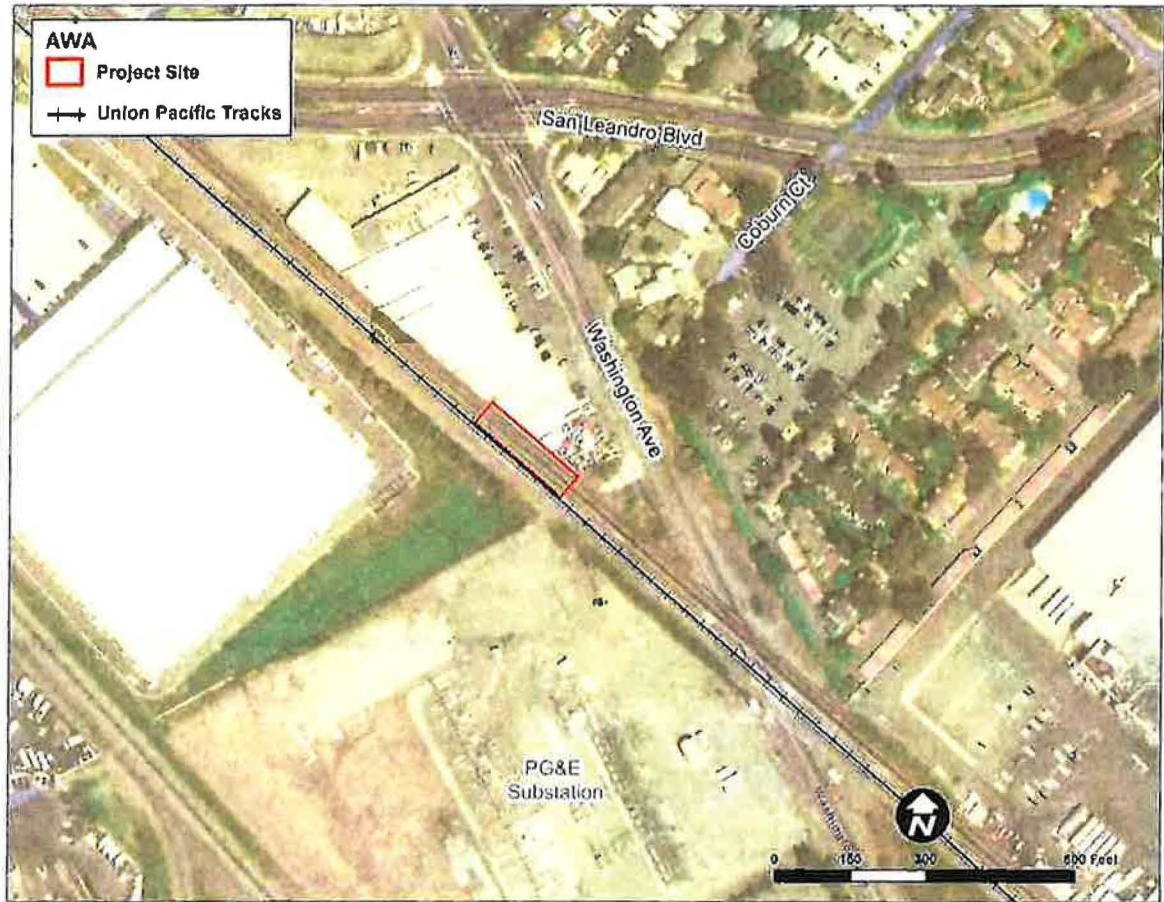 AWA
Project Site
Union Pacific Tracks
San Leandro Blvd
Coburn Ct.
Washington Ave
PG&E
Substation
N
0 150 300 600 Feet